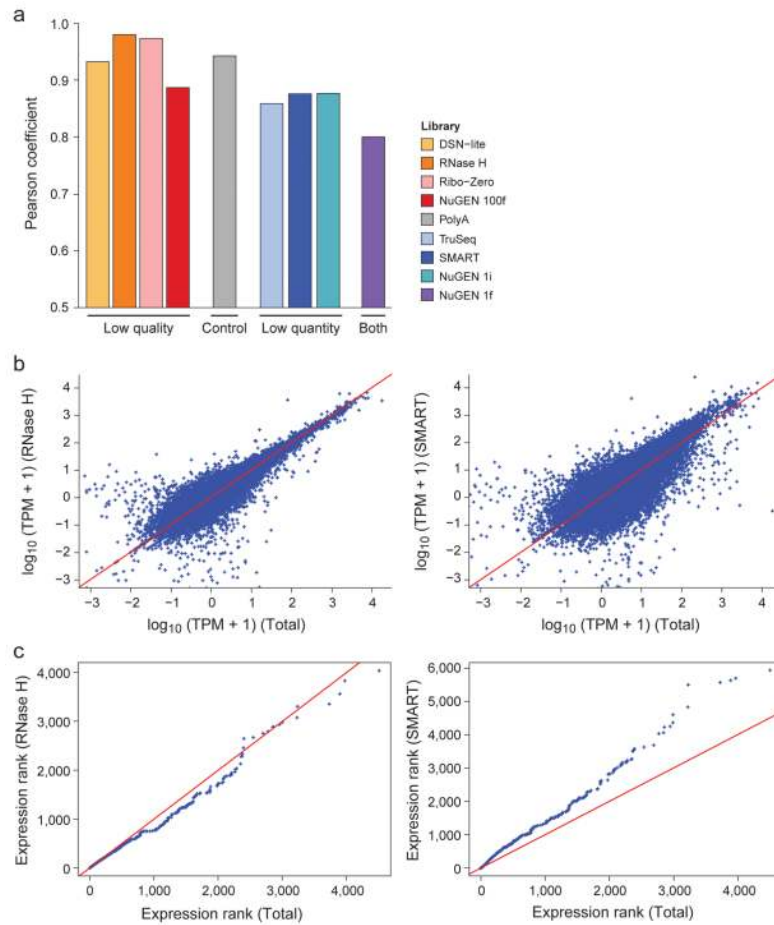 a
Pearson coefficient
1.0
0.9
0.8
0.7
0.6
0.5
Low quality
Control
Low quantity
Both
Library
DSN−lite
RNase H
Ribo−Zero
NuGEN 100f
PolyA
TruSeq
SMART
NuGEN 1i
NuGEN 1f
b
log10 (TPM + 1) (RNase H)
4
3
2
1
0
−1
−2
−3
−3 −2 −1 0 1 2 3 4
log10 (TPM + 1) (Total)
log10 (TPM + 1) (SMART)
4
3
2
1
0
−1
−2
−3
−3 −2 −1 0 1 2 3 4
log10 (TPM + 1) (Total)
c
Expression rank (RNase H)
4,000
3,000
2,000
1,000
0
0 1,000 2,000 3,000 4,000
Expression rank (Total)
Expression rank (SMART)
6,000
5,000
4,000
3,000
2,000
1,000
0
0 1,000 2,000 3,000 4,000
Expression rank (Total)